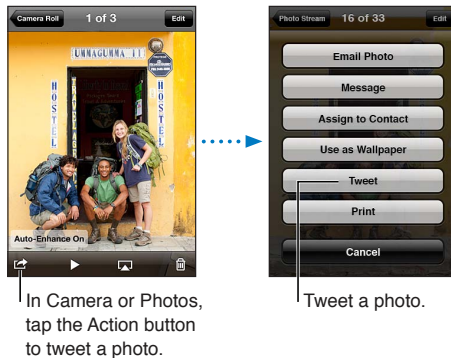 Camera Roll 1 of 3 Edit
UMMAGUMMA II
HOSTEL
TRAVELAGE
HOSTEL
Auto-Enhance On
In Camera or Photos,
tap the Action button
to tweet a photo.
Photo Stream 16 of 33 Edit
Email Photo
Message
Assign to Contact
Use as Wallpaper
Tweet
Print
Cancel
Tweet a photo.